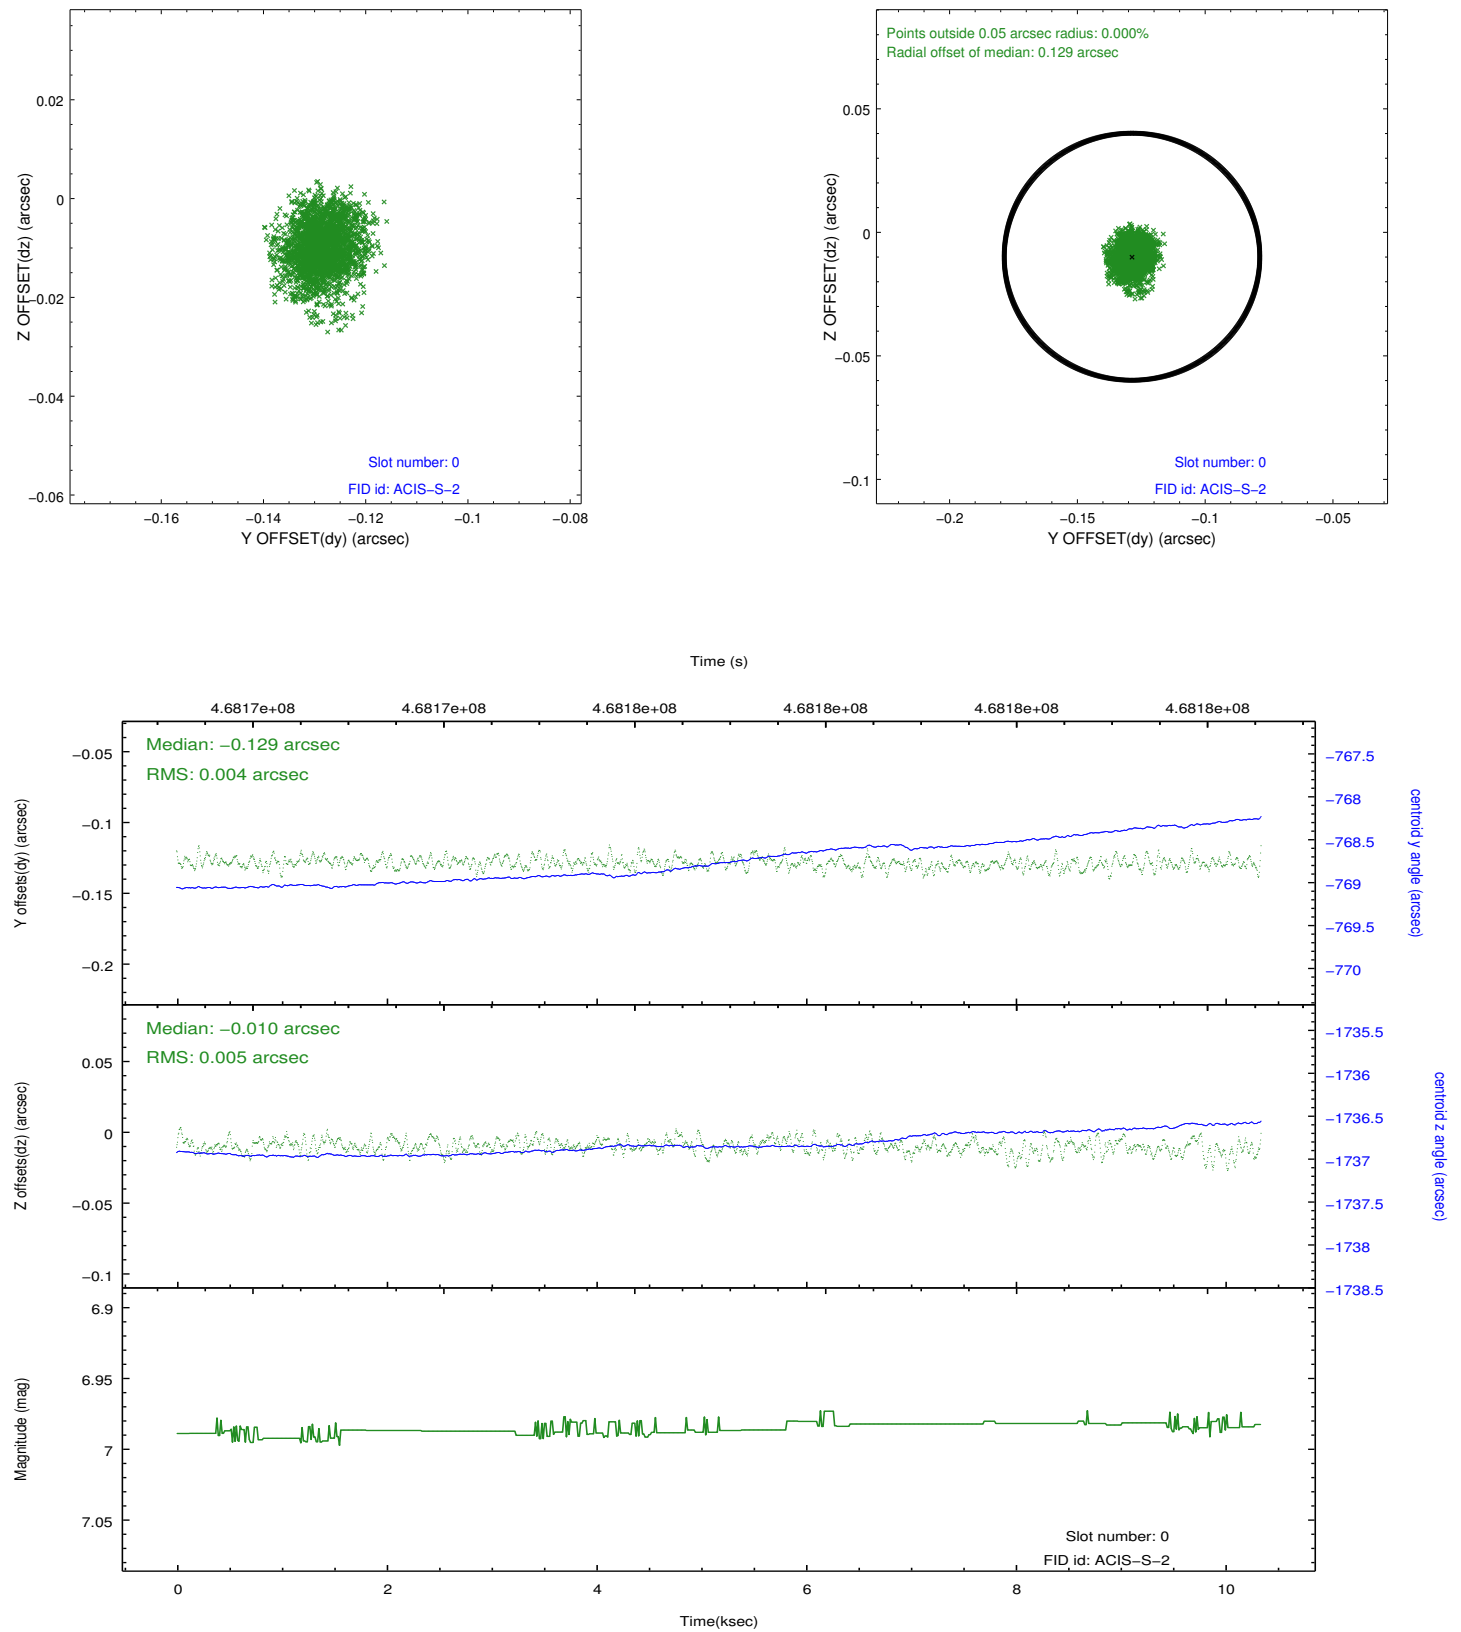 0.02
0
−0.02
−0.04
−0.06
Z OFFSET(dz) (arcsec)
Slot number: 0
FID id: ACIS−S−2
−0.16
−0.14
−0.12
−0.1
−0.08
Y OFFSET(dy) (arcsec)
Points outside 0.05 arcsec radius: 0.000%
Radial offset of median: 0.129 arcsec
0.05
0
−0.05
−0.1
Z OFFSET(dz) (arcsec)
Slot number: 0
FID id: ACIS−S−2
−0.2
−0.15
−0.1
−0.05
Y OFFSET(dy) (arcsec)
Time (s)
4.6817e+08
4.6817e+08
4.6818e+08
4.6818e+08
4.6818e+08
4.6818e+08
Median: −0.129 arcsec
RMS: 0.004 arcsec
−0.05
−0.1
−0.15
−0.2
Y offsets(dy) (arcsec)
−767.5
−768
−768.5
−769
−769.5
−770
centroid y angle (arcsec)
Median: −0.010 arcsec
RMS: 0.005 arcsec
0.05
0
−0.05
−0.1
Z offsets(dz) (arcsec)
−1735.5
−1736
−1736.5
−1737
−1737.5
−1738
−1738.5
centroid z angle (arcsec)
6.9
6.95
7
7.05
Magnitude (mag)
Slot number: 0
FID id: ACIS−S−2
0
2
4
6
8
10
Time(ksec)